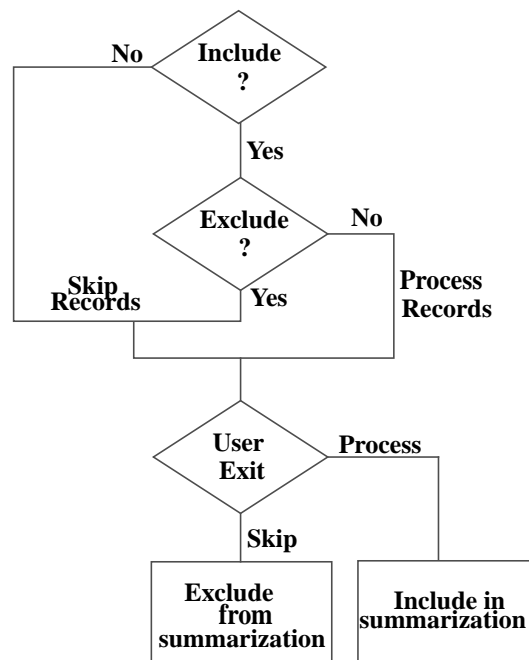 No
Include
?
Yes
Exclude
?
No
Skip
Records
Yes
Process
Records
User
Exit
Process
Skip
Exclude
from
summarization
Include in
summarization